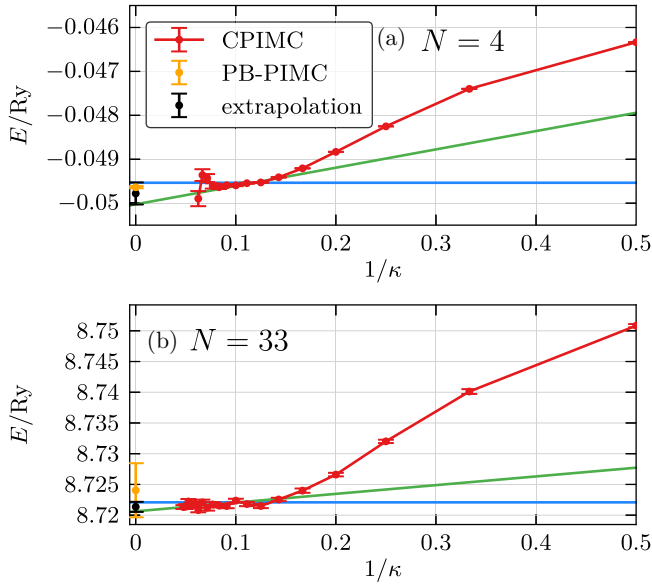 (a) N = 4
CPIMC
PB-PIMC
extrapolation
E/Ry
−0.046
−0.047
−0.048
−0.049
−0.05
0 0.1 0.2 0.3 0.4 0.5
1/κ
(b) N = 33
E/Ry
8.75
8.745
8.74
8.735
8.73
8.725
8.72
0 0.1 0.2 0.3 0.4 0.5
1/κ